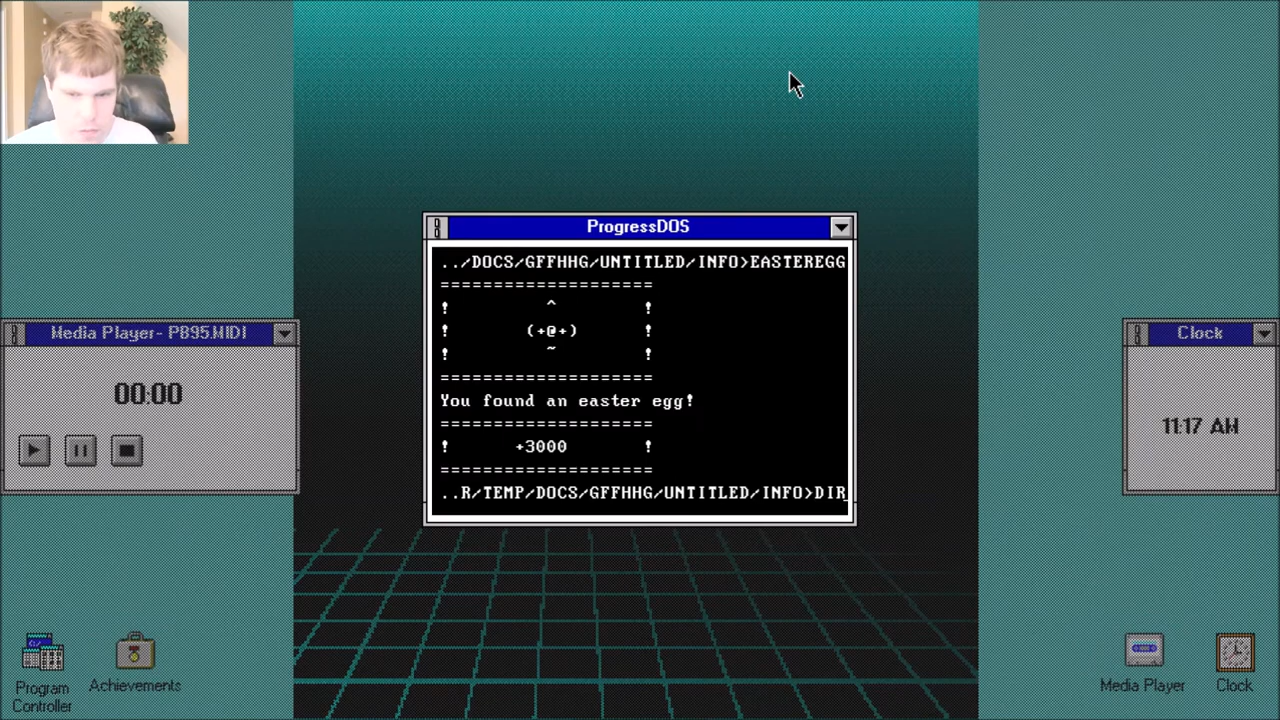 ProgressDOS
../DOCS/GFFHHG/UNTITLED/INFO>EASTEREGG
====================
! ^ !
! (+@+) !
! ~ !
====================
You found an easter egg!
====================
! +3000 !
====================
..R/TEMP/DOCS/GFFHHG/UNTITLED/INFO>DIR_
Media Player- PB95.MIDI
00:00
Clock
11:17 AM
Program
Controller
Achievements
Media Player
Clock